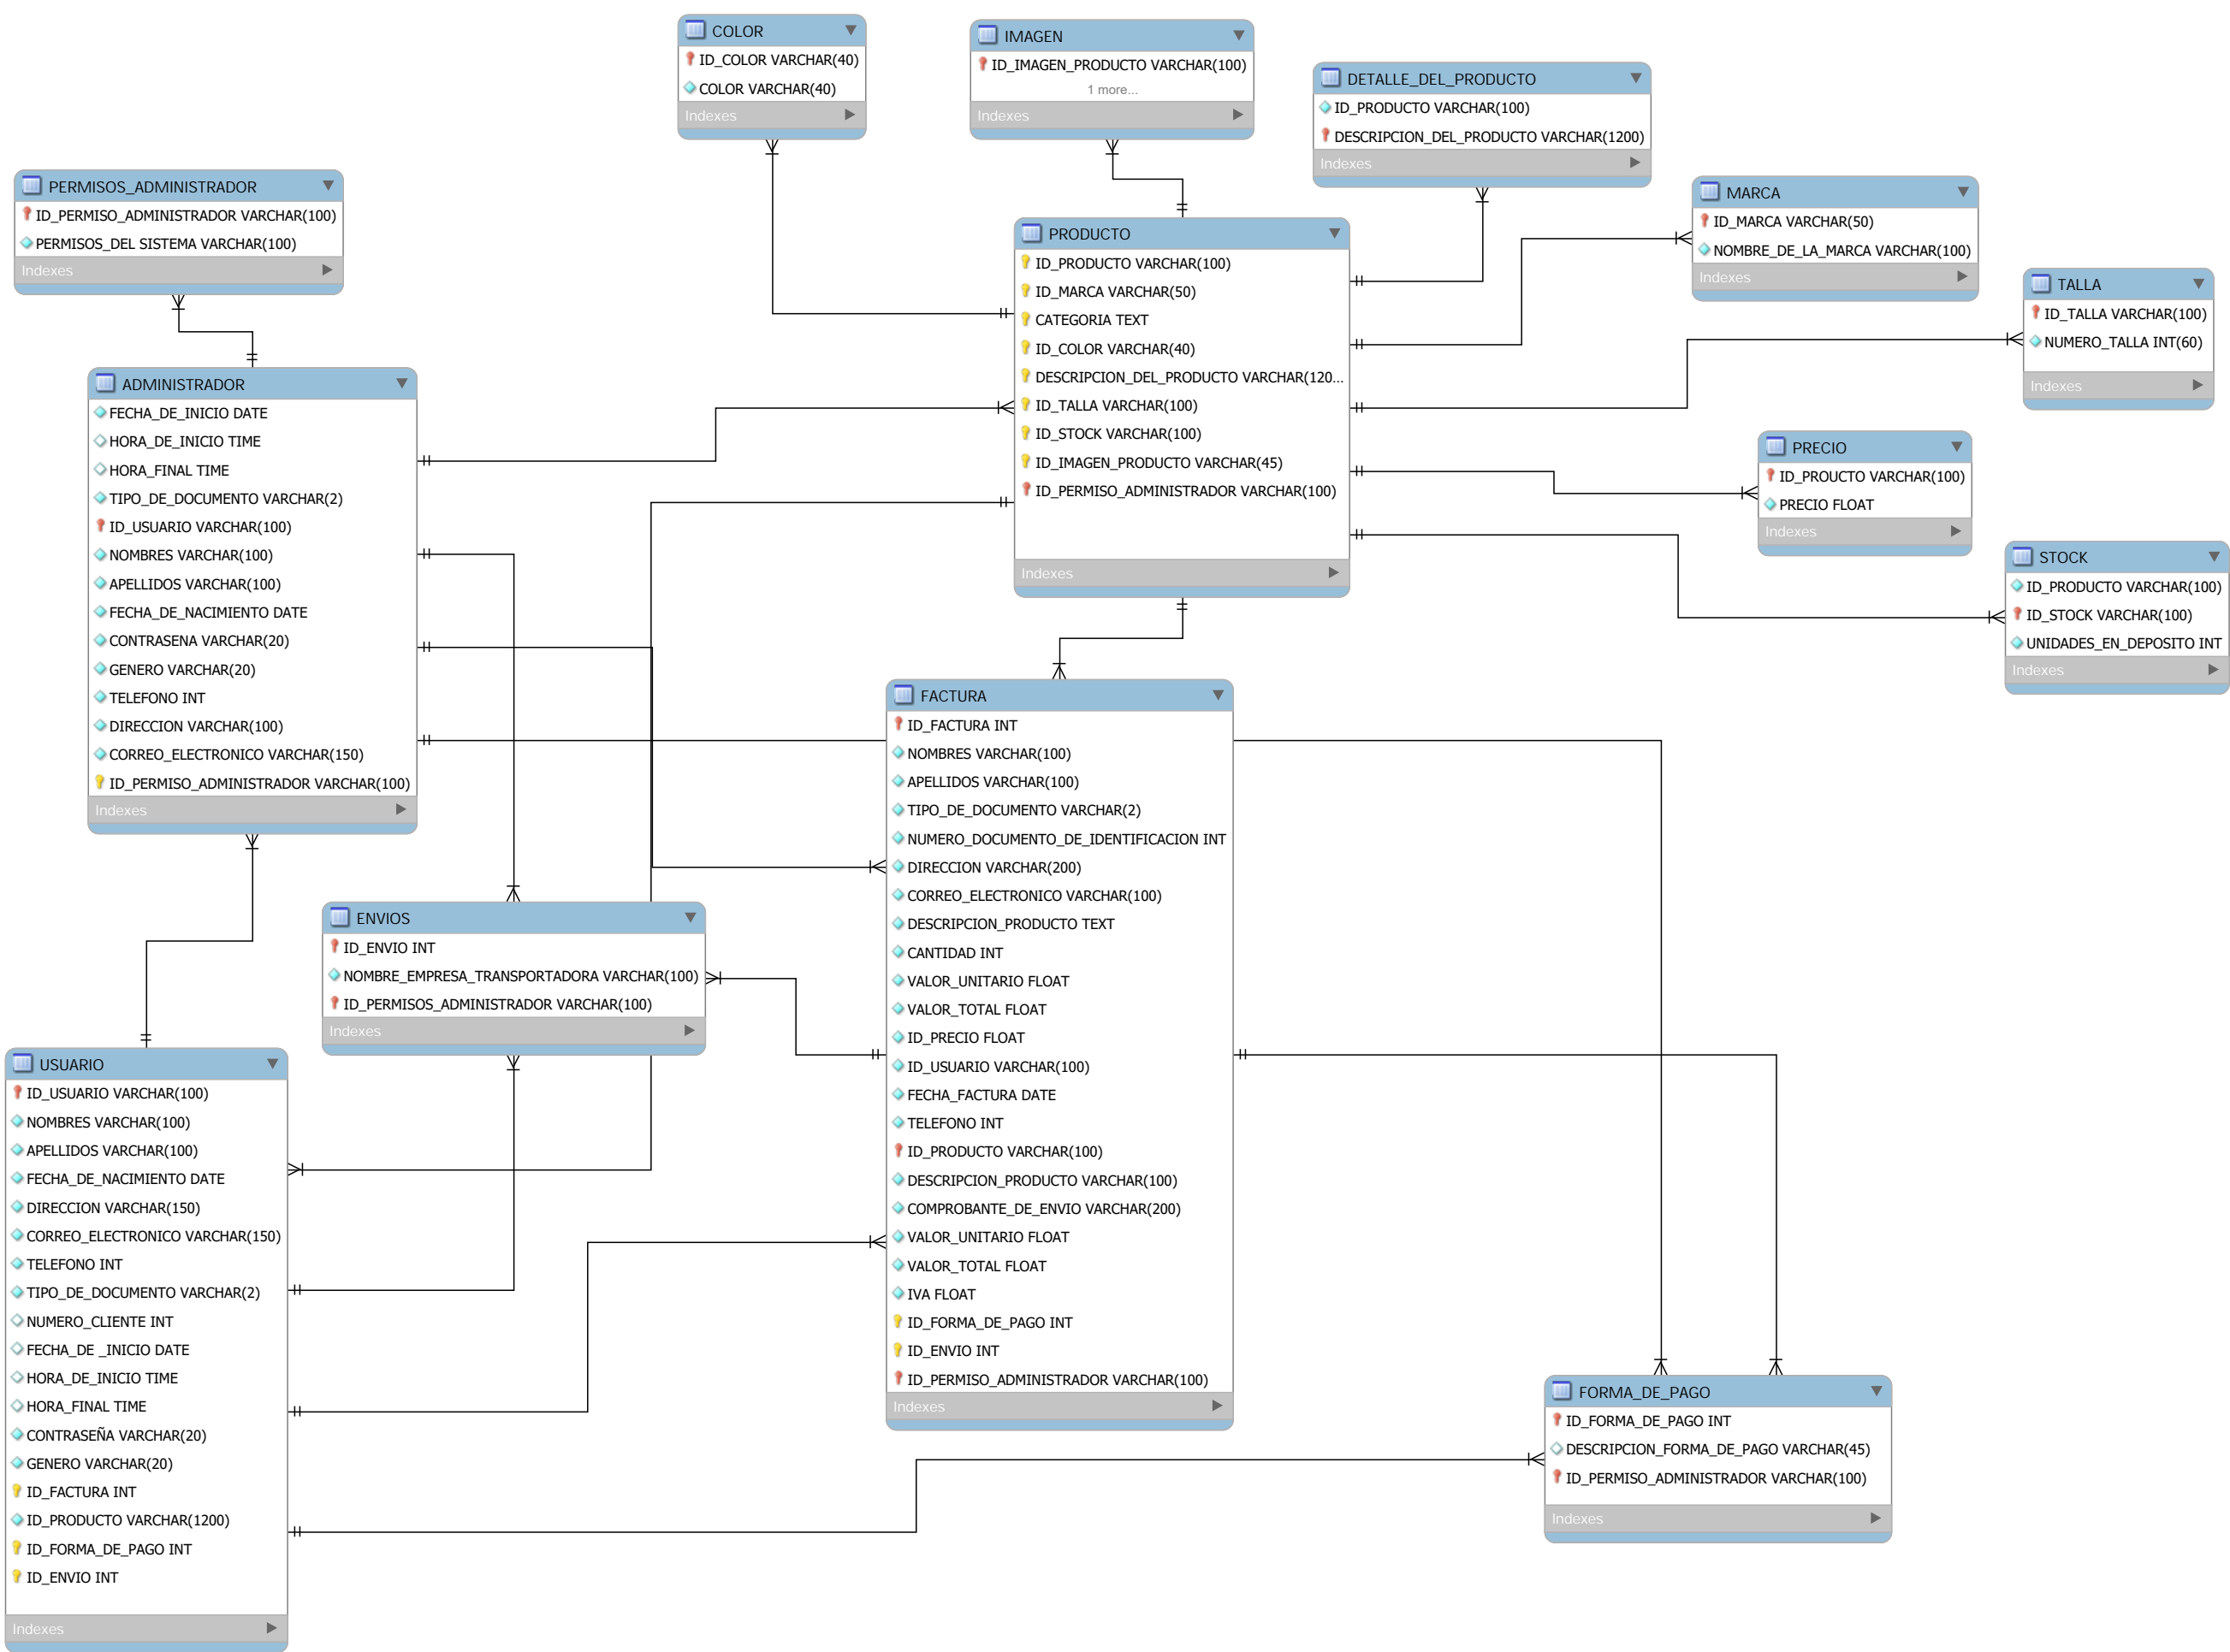 COLOR
ID_COLOR VARCHAR(40)
COLOR VARCHAR(40)
Indexes
IMAGEN
ID_IMAGEN_PRODUCTO VARCHAR(100)
1 more...
Indexes
DETALLE_DEL_PRODUCTO
ID_PRODUCTO VARCHAR(100)
DESCRIPCION_DEL_PRODUCTO VARCHAR(1200)
Indexes
PERMISOS_ADMINISTRADOR
ID_PERMISO_ADMINISTRADOR VARCHAR(100)
PERMISOS_DEL SISTEMA VARCHAR(100)
Indexes
MARCA
ID_MARCA VARCHAR(50)
NOMBRE_DE_LA_MARCA VARCHAR(100)
Indexes
PRODUCTO
ID_PRODUCTO VARCHAR(100)
ID_MARCA VARCHAR(50)
CATEGORIA TEXT
ID_COLOR VARCHAR(40)
DESCRIPCION_DEL_PRODUCTO VARCHAR(120...
ID_TALLA VARCHAR(100)
ID_STOCK VARCHAR(100)
ID_IMAGEN_PRODUCTO VARCHAR(45)
ID_PERMISO_ADMINISTRADOR VARCHAR(100)
Indexes
TALLA
ID_TALLA VARCHAR(100)
NUMERO_TALLA INT(60)
Indexes
ADMINISTRADOR
FECHA_DE_INICIO DATE
HORA_DE_INICIO TIME
HORA_FINAL TIME
TIPO_DE_DOCUMENTO VARCHAR(2)
ID_USUARIO VARCHAR(100)
NOMBRES VARCHAR(100)
APELLIDOS VARCHAR(100)
FECHA_DE_NACIMIENTO DATE
CONTRASENA VARCHAR(20)
GENERO VARCHAR(20)
TELEFONO INT
DIRECCION VARCHAR(100)
CORREO_ELECTRONICO VARCHAR(150)
ID_PERMISO_ADMINISTRADOR VARCHAR(100)
Indexes
PRECIO
ID_PROUCTO VARCHAR(100)
PRECIO FLOAT
Indexes
STOCK
ID_PRODUCTO VARCHAR(100)
ID_STOCK VARCHAR(100)
UNIDADES_EN_DEPOSITO INT
Indexes
FACTURA
ID_FACTURA INT
NOMBRES VARCHAR(100)
APELLIDOS VARCHAR(100)
TIPO_DE_DOCUMENTO VARCHAR(2)
NUMERO_DOCUMENTO_DE_IDENTIFICACION INT
DIRECCION VARCHAR(200)
CORREO_ELECTRONICO VARCHAR(100)
DESCRIPCION_PRODUCTO TEXT
CANTIDAD INT
VALOR_UNITARIO FLOAT
VALOR_TOTAL FLOAT
ID_PRECIO FLOAT
ID_USUARIO VARCHAR(100)
FECHA_FACTURA DATE
TELEFONO INT
ID_PRODUCTO VARCHAR(100)
DESCRIPCION_PRODUCTO VARCHAR(100)
COMPROBANTE_DE_ENVIO VARCHAR(200)
VALOR_UNITARIO FLOAT
VALOR_TOTAL FLOAT
IVA FLOAT
ID_FORMA_DE_PAGO INT
ID_ENVIO INT
ID_PERMISO_ADMINISTRADOR VARCHAR(100)
Indexes
ENVIOS
ID_ENVIO INT
NOMBRE_EMPRESA_TRANSPORTADORA VARCHAR(100)
ID_PERMISOS_ADMINISTRADOR VARCHAR(100)
Indexes
USUARIO
ID_USUARIO VARCHAR(100)
NOMBRES VARCHAR(100)
APELLIDOS VARCHAR(100)
FECHA_DE_NACIMIENTO DATE
DIRECCION VARCHAR(150)
CORREO_ELECTRONICO VARCHAR(150)
TELEFONO INT
TIPO_DE_DOCUMENTO VARCHAR(2)
NUMERO_CLIENTE INT
FECHA_DE _INICIO DATE
HORA_DE_INICIO TIME
HORA_FINAL TIME
CONTRASEÑA VARCHAR(20)
GENERO VARCHAR(20)
ID_FACTURA INT
ID_PRODUCTO VARCHAR(1200)
ID_FORMA_DE_PAGO INT
ID_ENVIO INT
Indexes
FORMA_DE_PAGO
ID_FORMA_DE_PAGO INT
DESCRIPCION_FORMA_DE_PAGO VARCHAR(45)
ID_PERMISO_ADMINISTRADOR VARCHAR(100)
Indexes